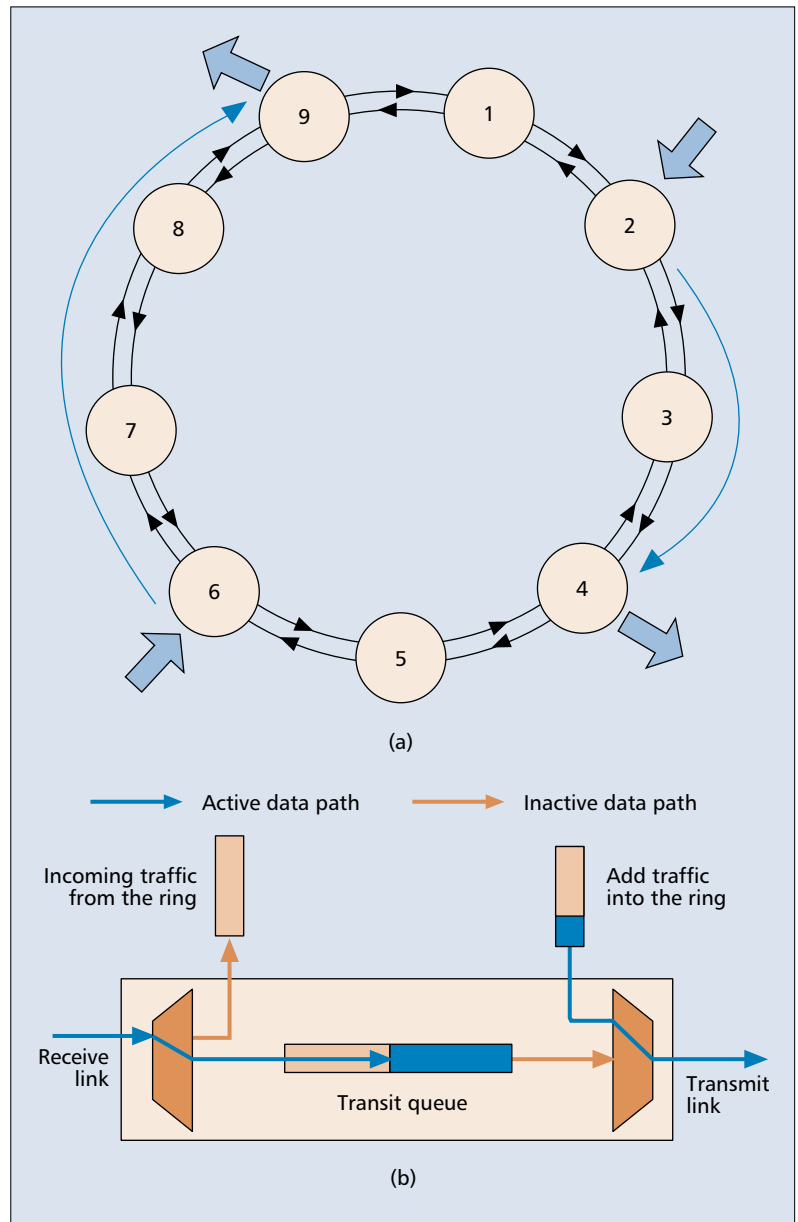 9
1
8
2
7
3
6
4
5
(a)
Active data path
Inactive data path
Incoming traffic
from the ring
Add traffic
into the ring
Receive
link
Transit queue
Transmit
link
(b)